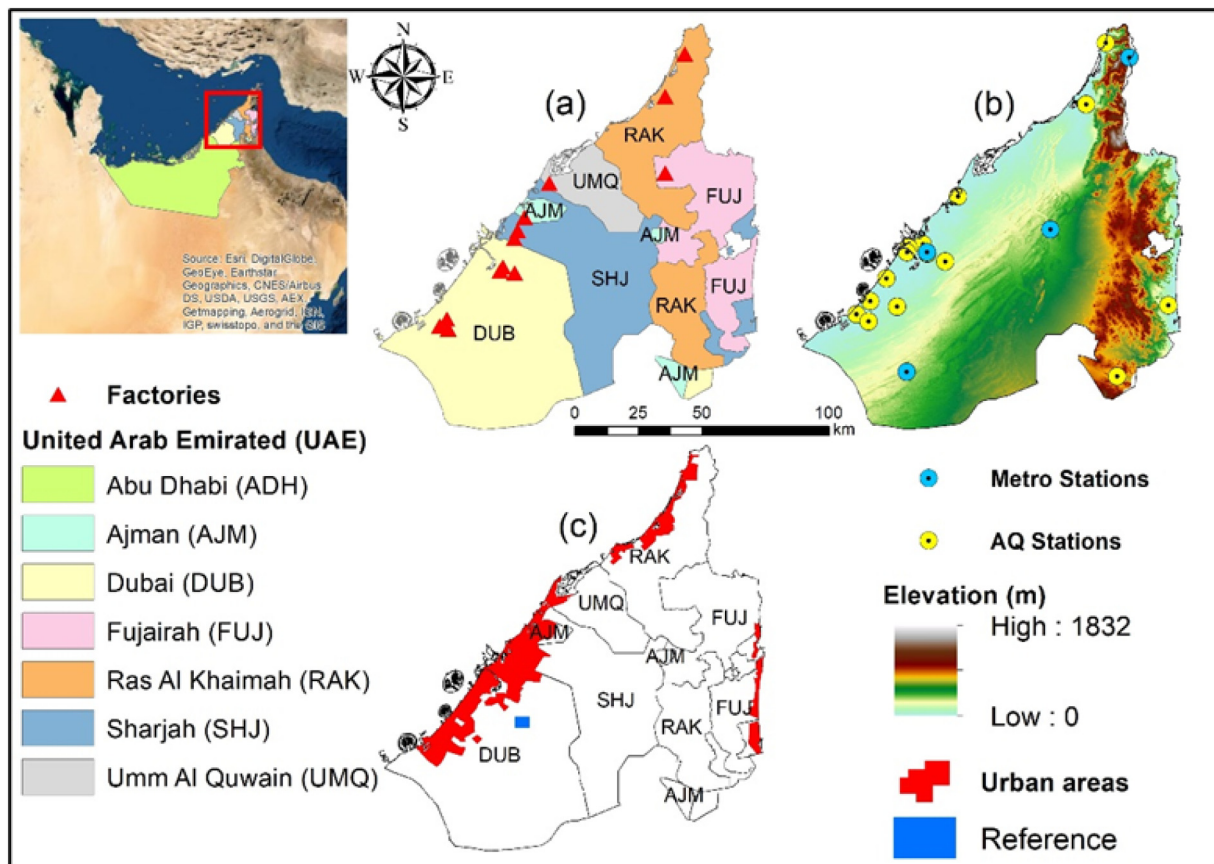 N
W
E
S
Source: Esri. DigitalGlobe,
GeoEye, Earthstar
Geographics, CNES/Airbus
DS, USDA, USGS, AEX,
Getmapping, Aerogrid,
IGP, swisstopo, and
(a)
RAK
UMQ
FUJ
AJM
AJM
SHJ
FUJ
RAK
DUB
AJM
0 25 50 100
km
(b)
Factories
United Arab Emirated (UAE)
Abu Dhabi (ADH)
Ajman (AJM)
Dubai (DUB)
Fujairah (FUJ)
Ras Al Khaimah (RAK)
Sharjah (SHJ)
Umm Al Quwain (UMQ)
(c)
RAK
UMQ
FUJ
AJM
AJM
SHJ
FUJ
RAK
DUB
AJM
Metro Stations
AQ Stations
Elevation (m)
High : 1832
Low : 0
Urban areas
Reference